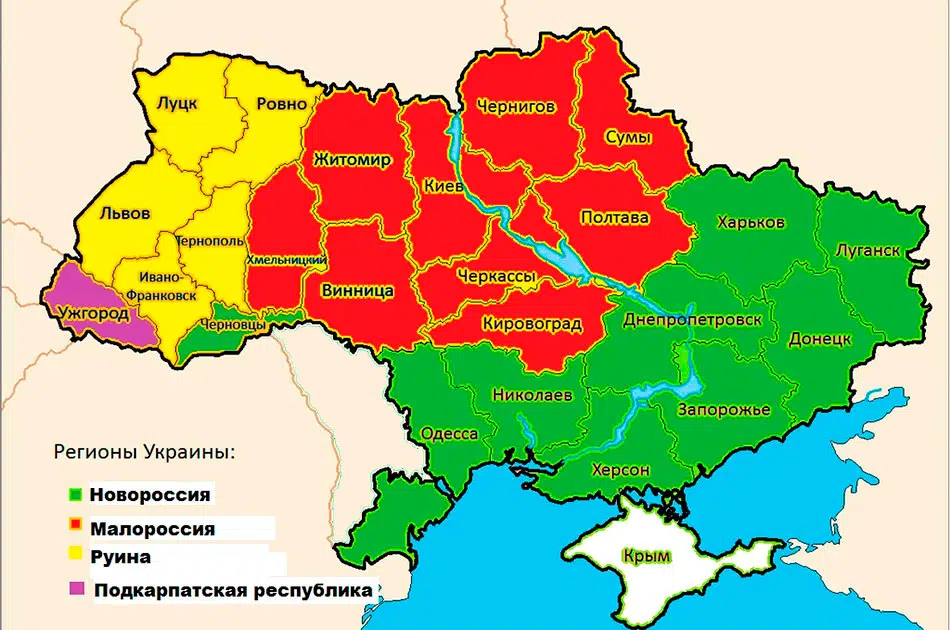 Луцк
Ровно
Чернигов
Сумы
Житомир
Киев
Львов
Полтава
Харьков
Тернополь
Луганск
Хмельницкий
Ивано-
Франковск
Черкассы
Винница
Ужгород
Черновцы
Кировоград
Днепропетровск
Донецк
Николаев
Запорожье
Одесса
Херсон
Крым
Регионы Украины:
Новороссия
Малороссия
Руина
Подкарпатская республика